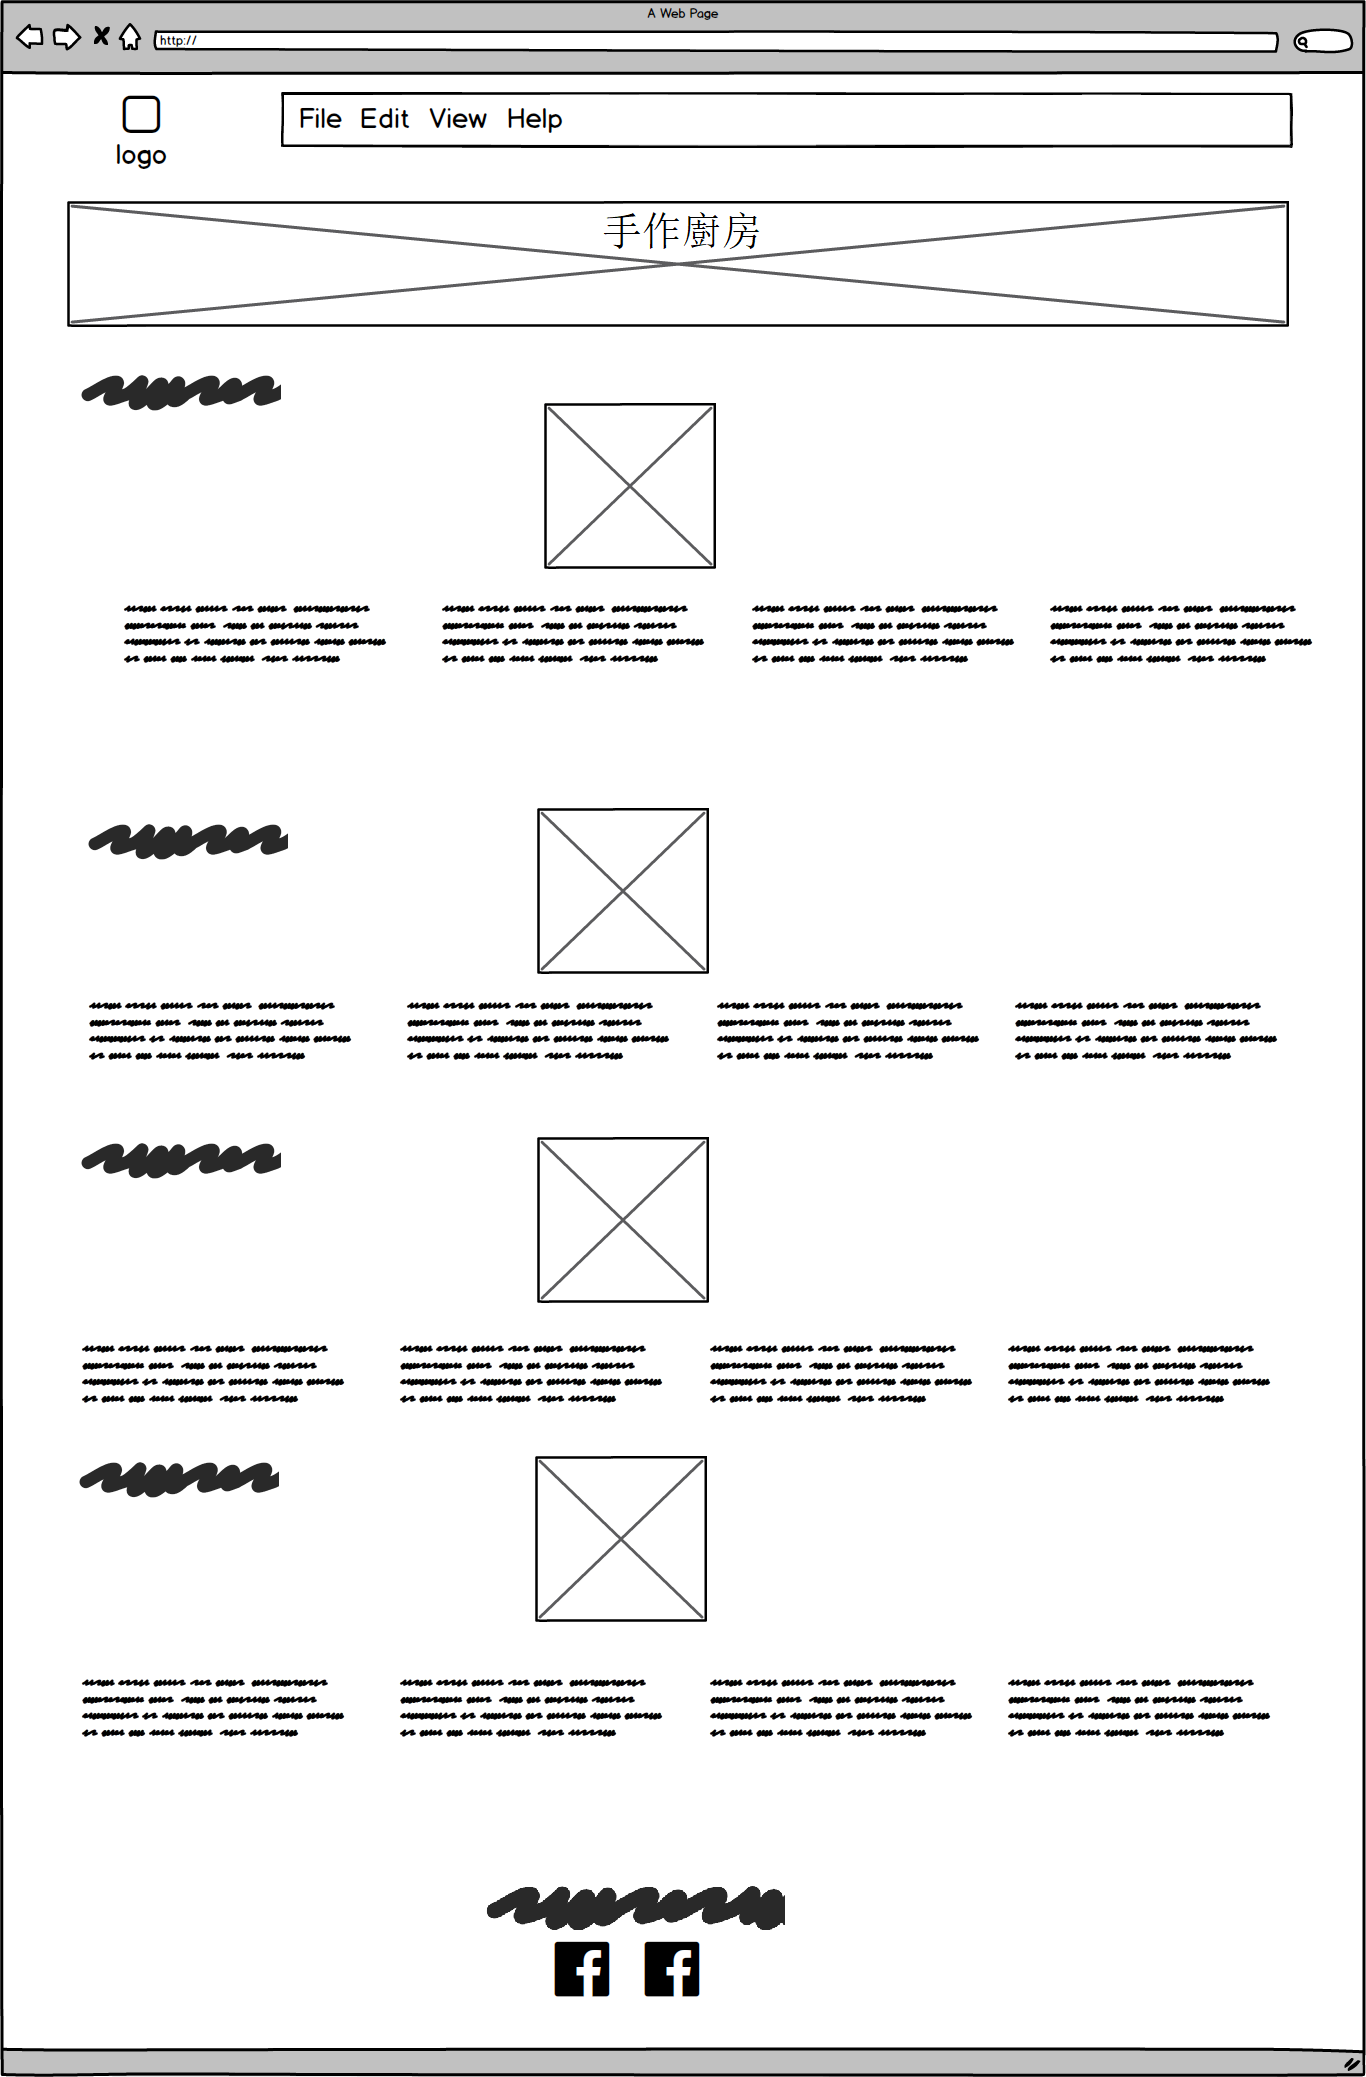 A Web Page
http://
File Edit View Help
logo
手作廚房